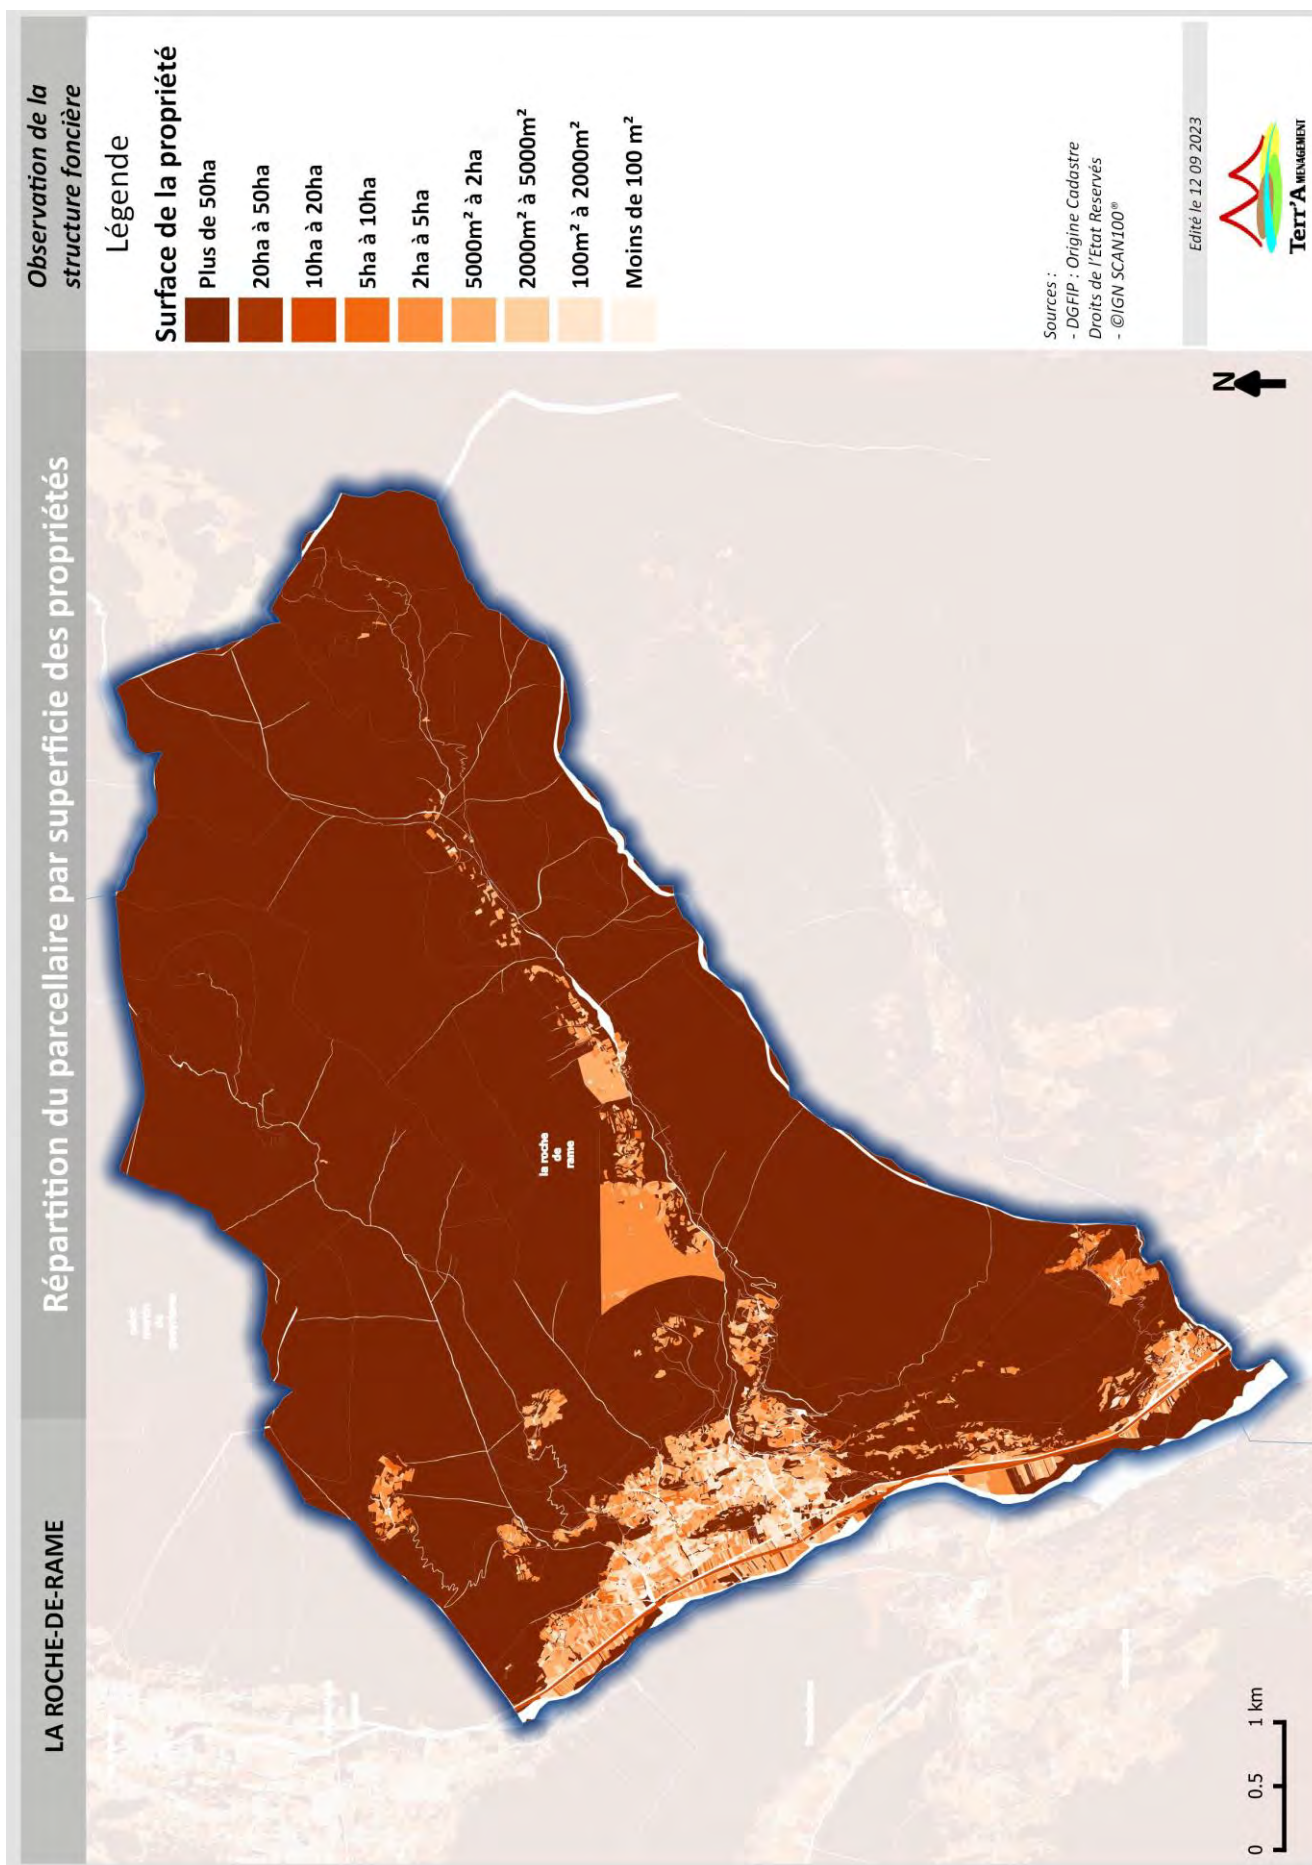 LA ROCHE-DE-RAME
Répartition du parcellaire par superficie des propriétés
Observation de la
structure foncière
Légende
Surface de la propriété
Plus de 50ha
20ha à 50ha
10ha à 20ha
5ha à 10ha
2ha à 5ha
5000m² à 2ha
2000m² à 5000m²
100m² à 2000m²
Moins de 100 m²
la roche
de
rame
Sources :
- DGFIP : Origine Cadastre
Droits de l'Etat Reservés
- ©IGN SCAN100®
N
Edité le 12 09 2023
Terr'AMENAGEMENT
0 0.5 1 km